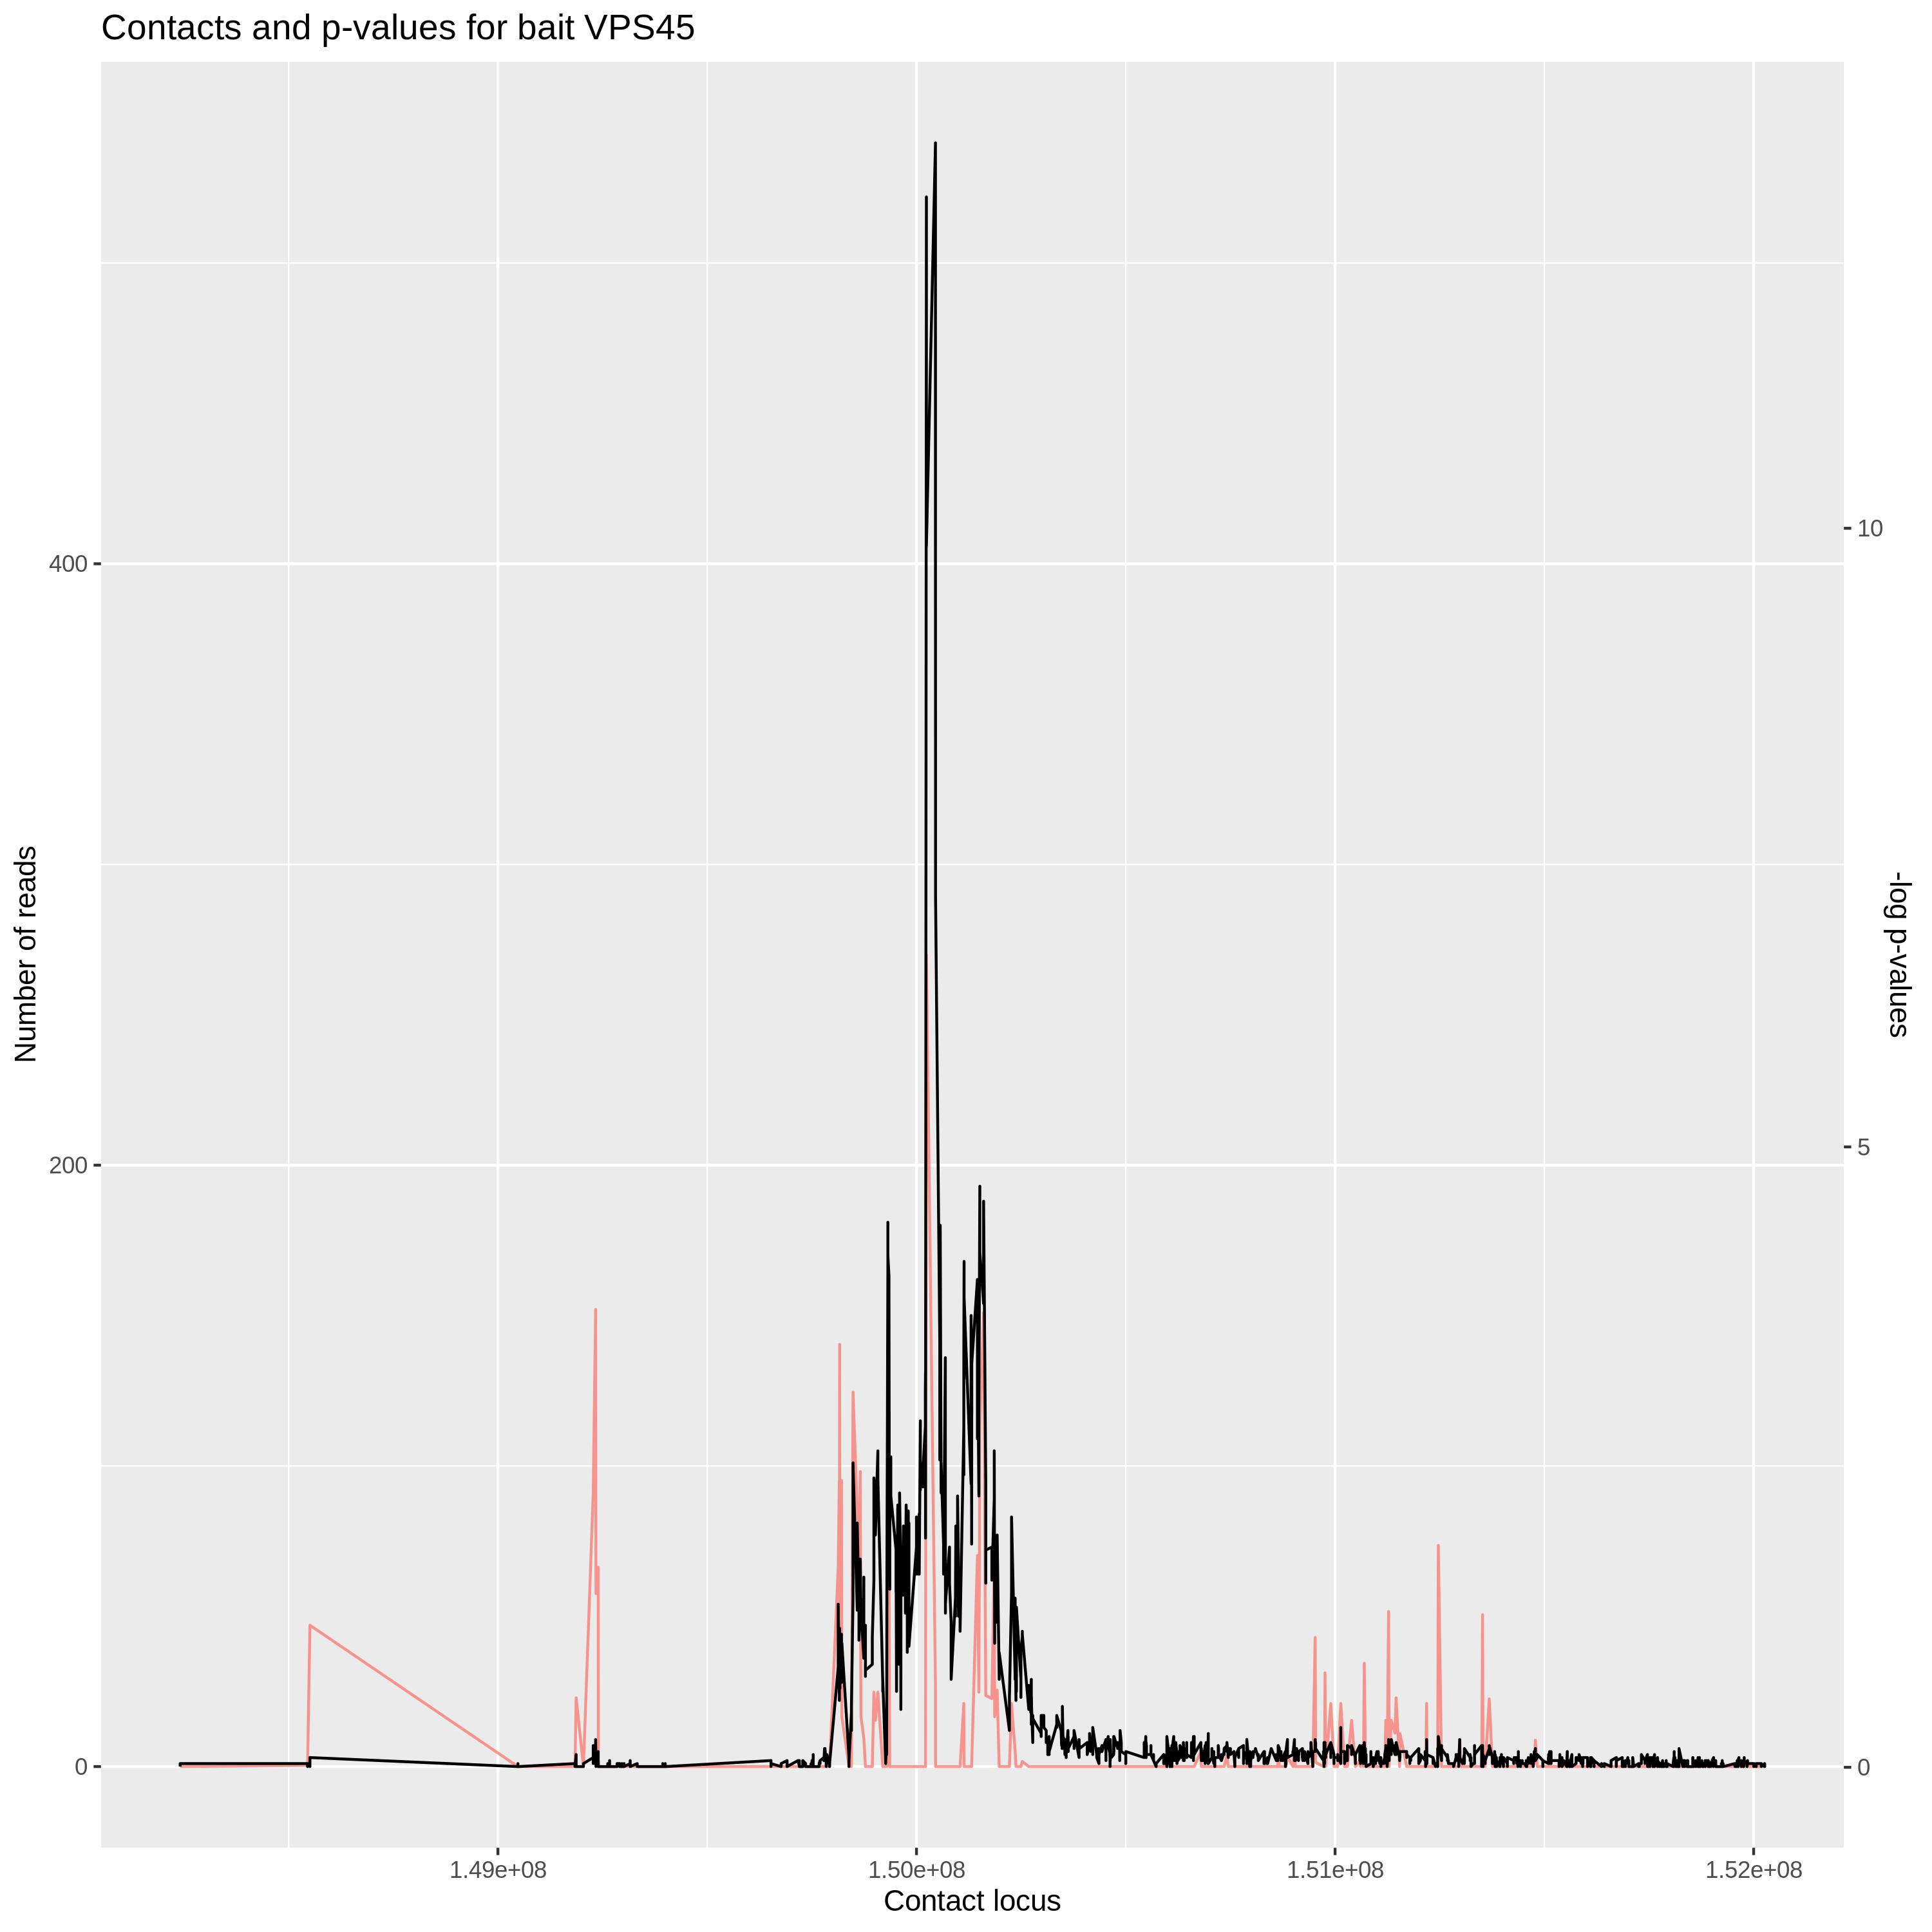 Contacts and p-values for bait VPS45
Number of reads
400
200
0
10
5
0
-log p-values
1.49e+08
1.50e+08
1.51e+08
1.52e+08
Contact locus